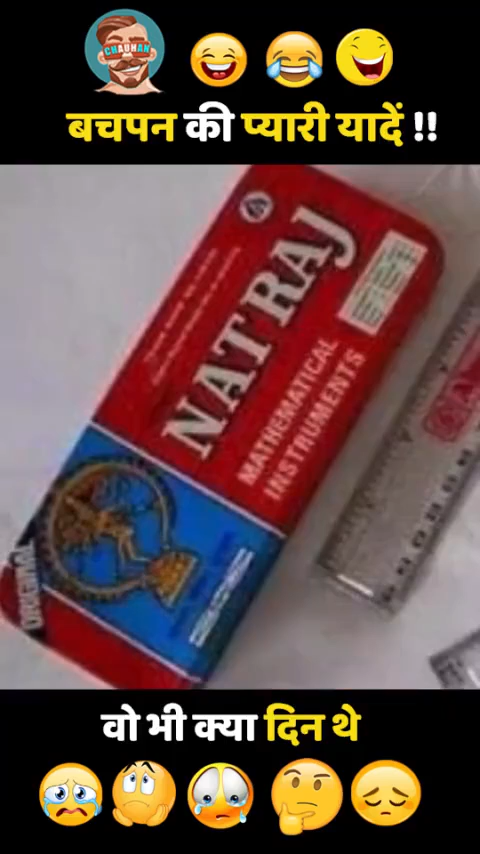 CHAUHAN
बचपन की प्यारी यादें !!
NATRAJ
MATHEMATICAL
INSTRUMENTS
ORIGINAL
वो भी क्या दिन थे